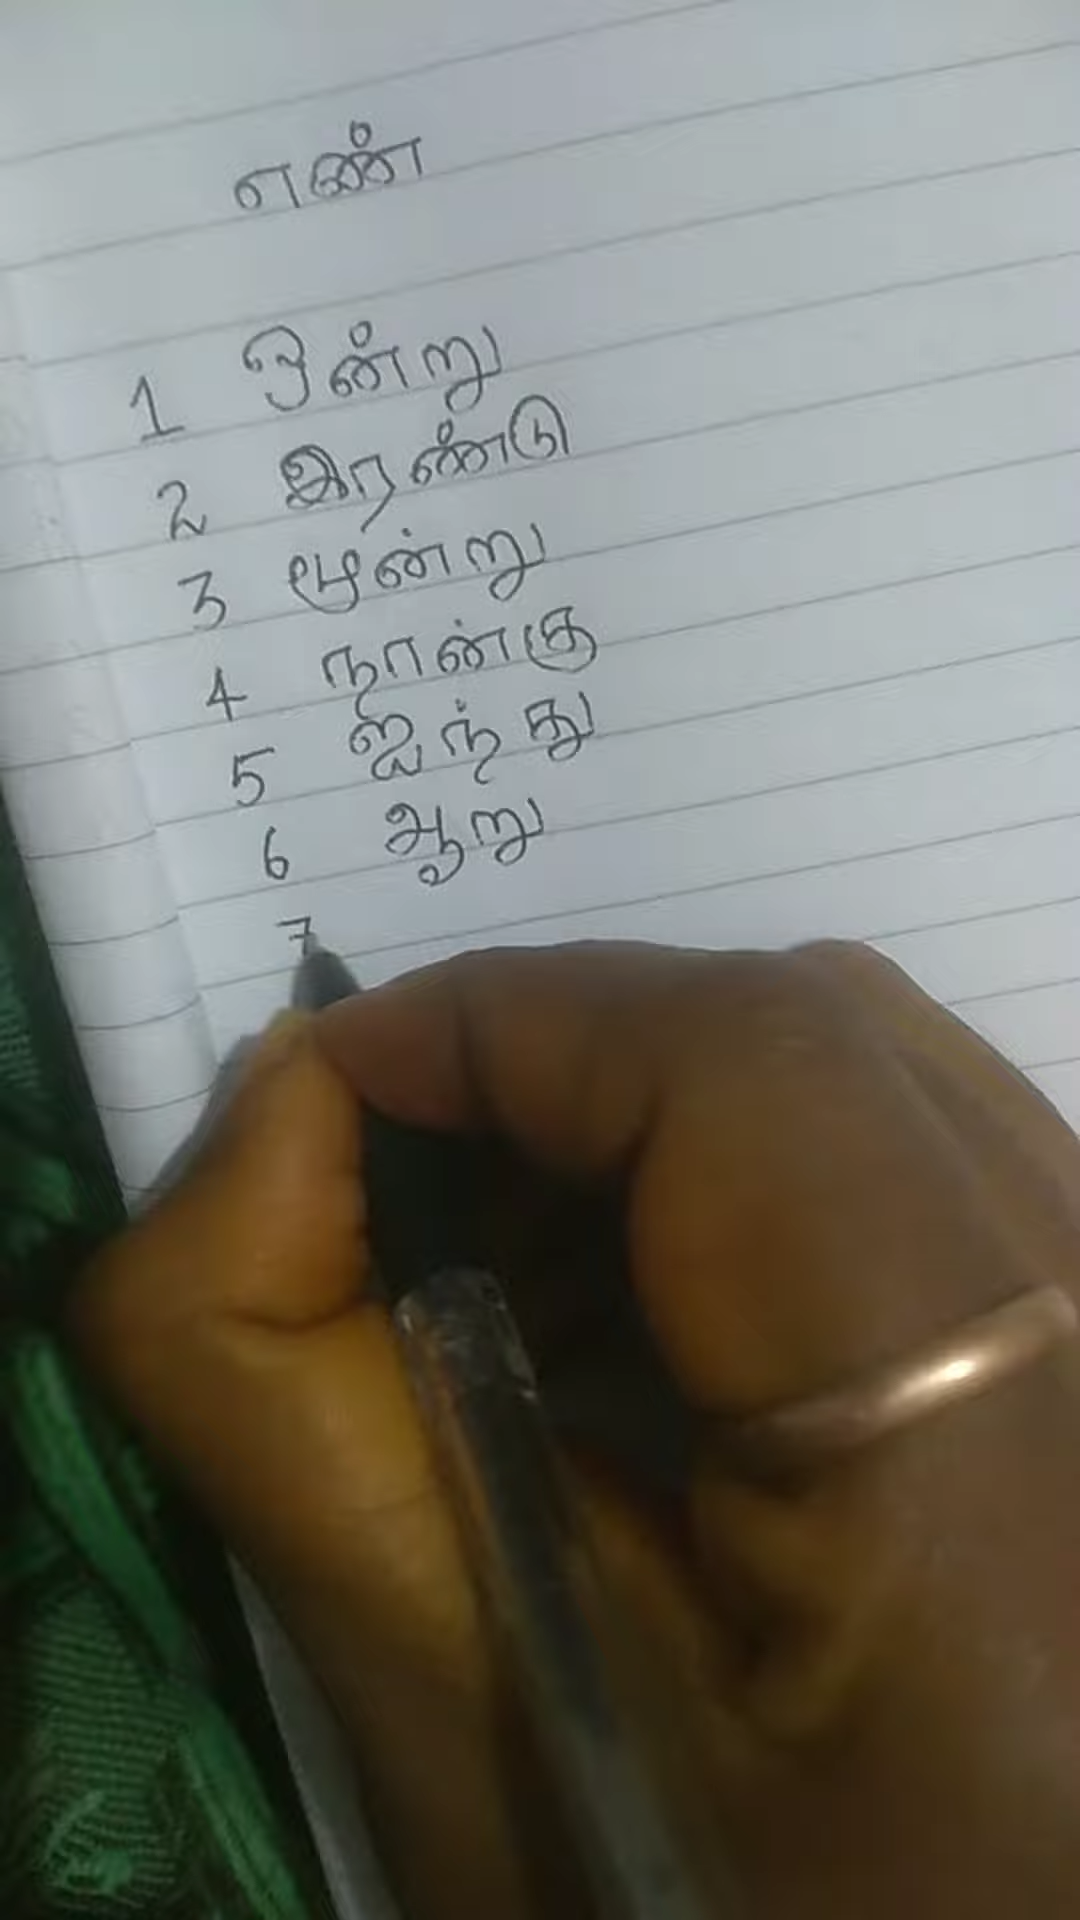 எண்
1 ஒன்று
2 இரண்டு
3 மூன்று
4 நான்கு
5 ஐந்து
6 ஆறு
7